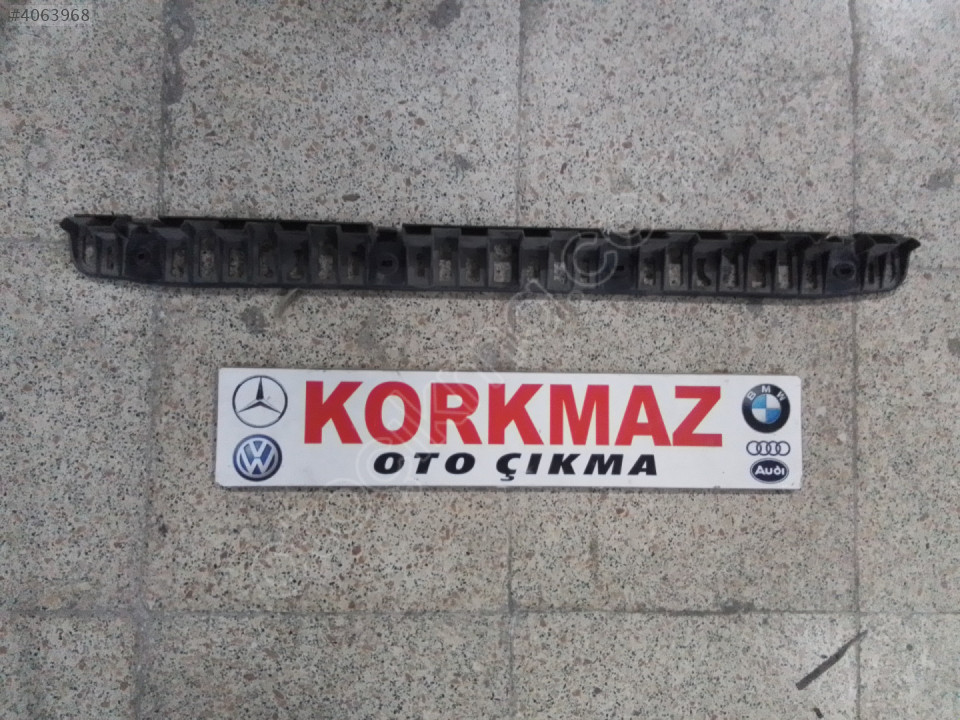 #4063968
KORKMAZ
OTO ÇIKMA
BMW
Audi